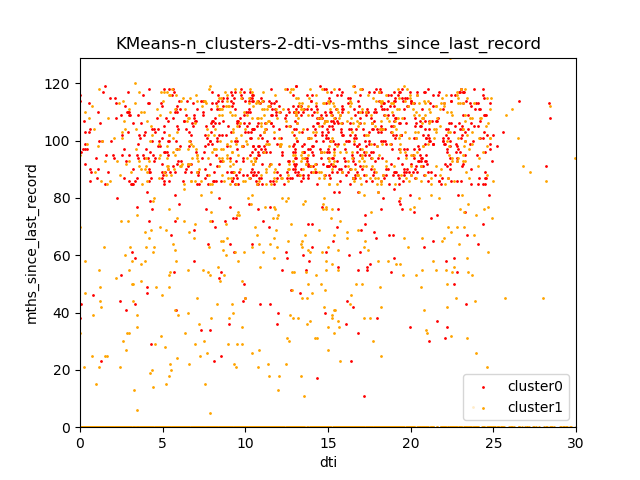 KMeans-n_clusters-2-dti-vs-mths_since_last_record
120
100
80
60
40
20
0
mths_since_last_record
0 5 10 15 20 25 30
dti
cluster0
cluster1